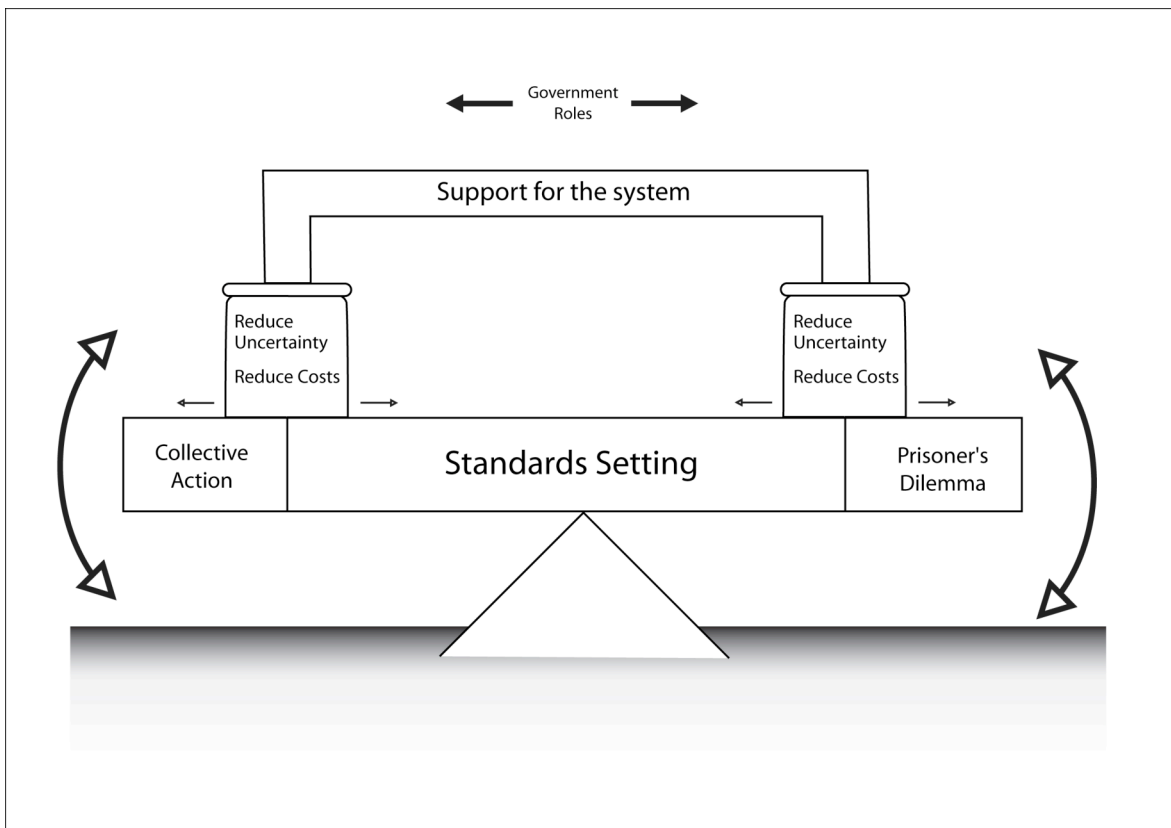 Government
Roles
Support for the system
Reduce
Uncertainty
Reduce Costs
Reduce
Uncertainty
Reduce Costs
Collective
Action
Standards Setting
Prisoner's
Dilemma